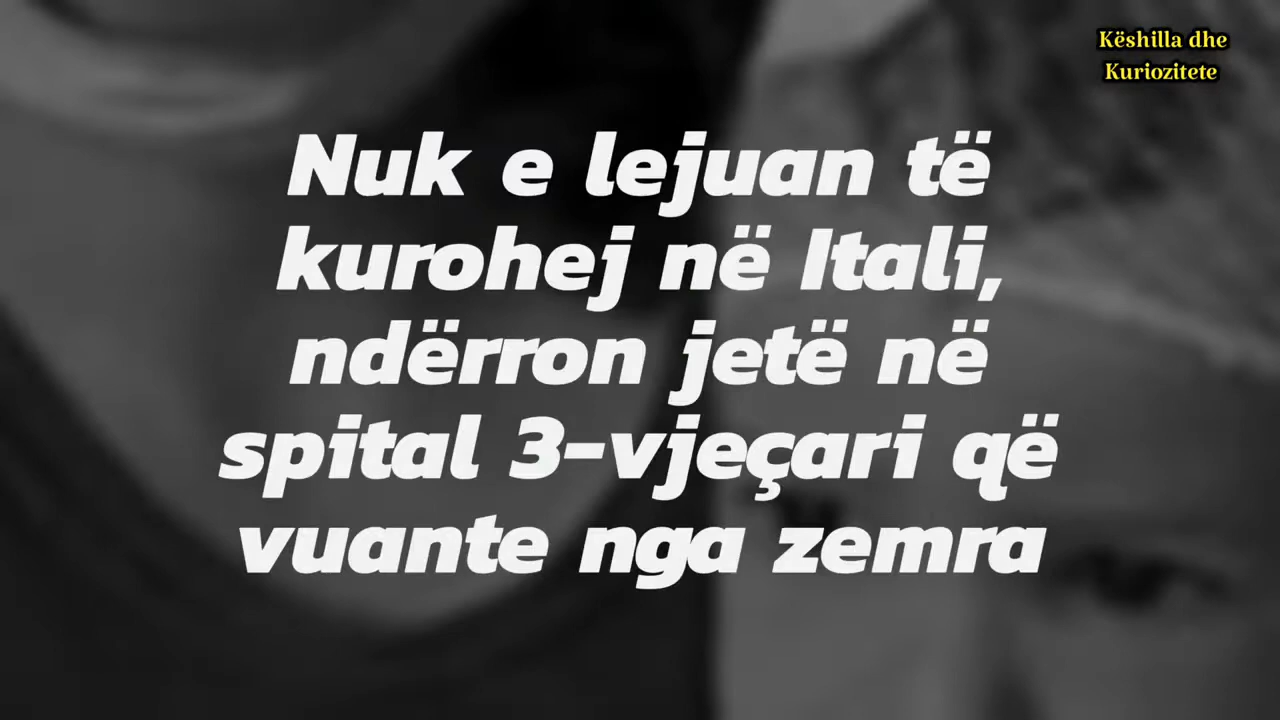 Këshilla dhe
Kuriozitete
Nuk e lejuan të
kurohej në Itali,
ndërron jetë në
spital 3-vjeçari që
vuante nga zemra